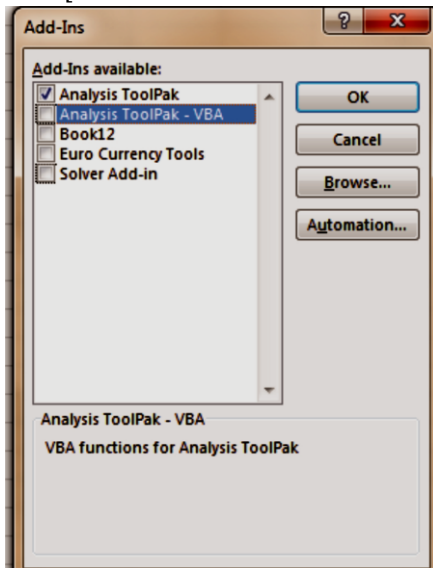 Add-Ins
?
X
Add-Ins available:
Analysis ToolPak
Analysis ToolPak - VBA
Book12
Euro Currency Tools
Solver Add-in
OK
Cancel
Browse...
Automation...
Analysis ToolPak - VBA
VBA functions for Analysis ToolPak